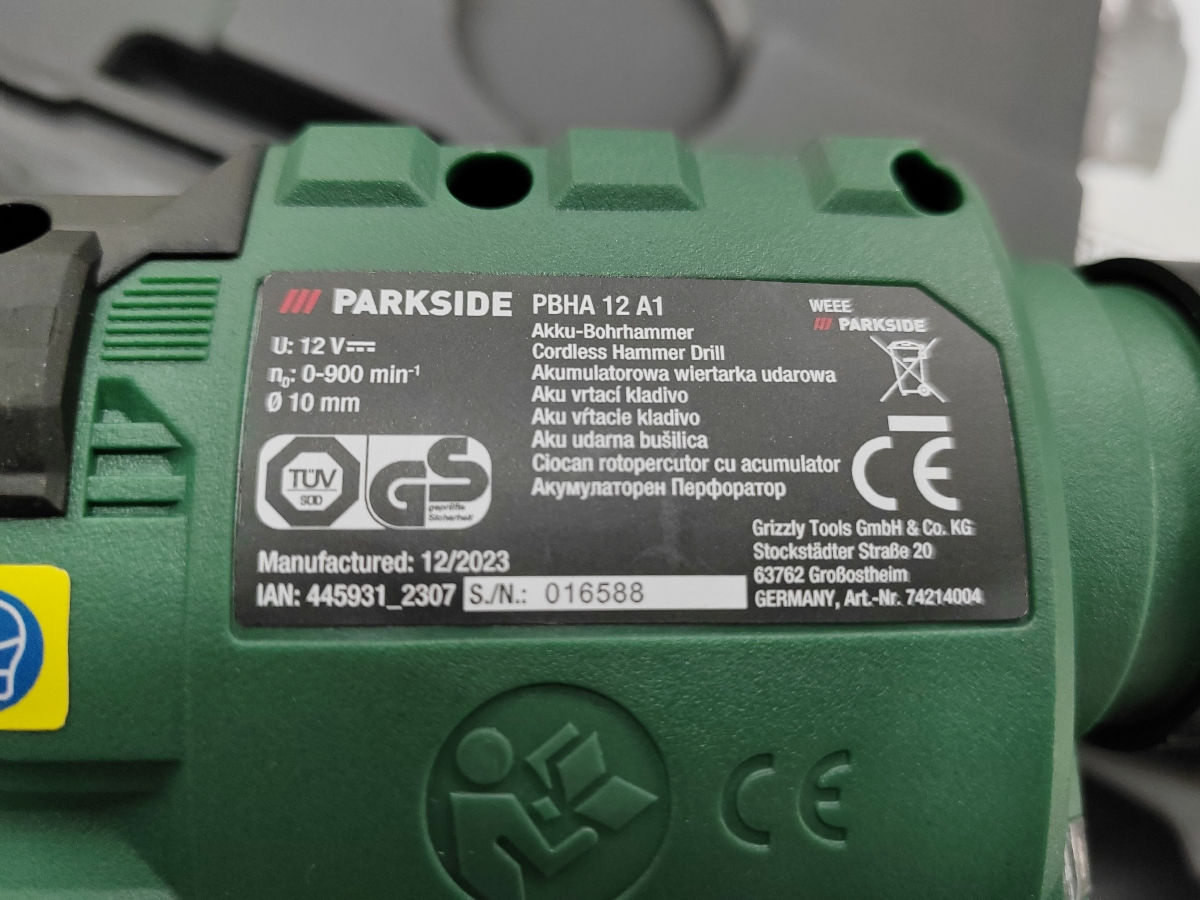 PARKSIDE
U: 12 V
n₀: 0-900 min⁻¹
Ø 10 mm
TÜV
SÜD
GS
geprüfte
Sicherheit
Manufactured: 12/2023
IAN: 445931_2307
S./N.: 016588
PBHA 12 A1
Akku-Bohrhammer
Cordless Hammer Drill
Akumulatorowa wiertarka udarowa
Aku vrtací kladivo
Aku vŕtacie kladivo
Aku udarna bušilica
Ciocan rotopercutor cu acumulator
Акумулаторен Перфоратор
WEEE
PARKSIDE
CE
Grizzly Tools GmbH & Co. KG
Stockstädter Straße 20
63762 Großostheim
GERMANY, Art.-Nr. 74214004
CE